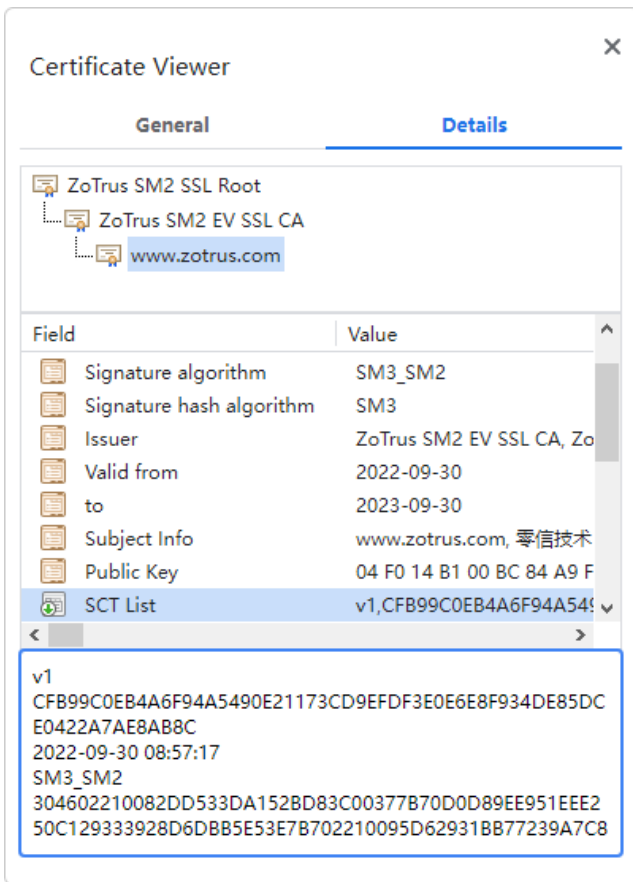 Certificate Viewer
General Details
ZoTrus SM2 SSL Root
ZoTrus SM2 EV SSL CA
www.zotrus.com
Field Value
Signature algorithm SM3_SM2
Signature hash algorithm SM3
Issuer ZoTrus SM2 EV SSL CA, Zo
Valid from 2022-09-30
to 2023-09-30
Subject Info www.zotrus.com, 零信技术
Public Key 04 F0 14 B1 00 BC 84 A9 F
SCT List v1,CFB99C0EB4A6F94A549
v1
CFB99C0EB4A6F94A5490E21173CD9EFDF3E0E6E8F934DE85DC
E0422A7AE8AB8C
2022-09-30 08:57:17
SM3_SM2
304602210082DD533DA152BD83C00377B70D0D89EE951EEE2
50C129333928D6DBB5E53E7B702210095D62931BB77239A7C8